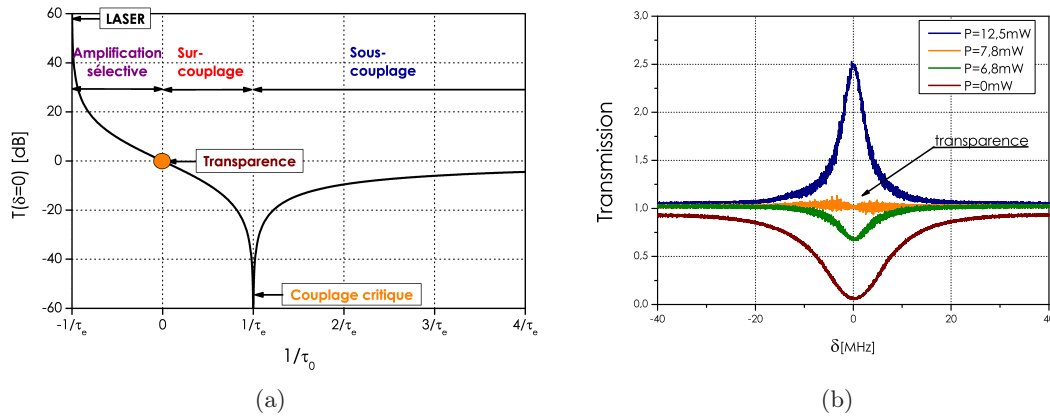 60
40
20
0
-20
-40
-60
T(δ=0) [dB]
LASER
Amplification
sélective
Sur-
couplage
Sous-
couplage
Transparence
Couplage critique
-1/τe
0
1/τe
2/τe
3/τe
4/τe
1/τ0
(a)
3,0
2,5
2,0
1,5
1,0
0,5
0,0
Transmission
P=12,5mW
P=7,8mW
P=6,8mW
P=0mW
transparence
-40
-20
0
20
40
δ[MHz]
(b)